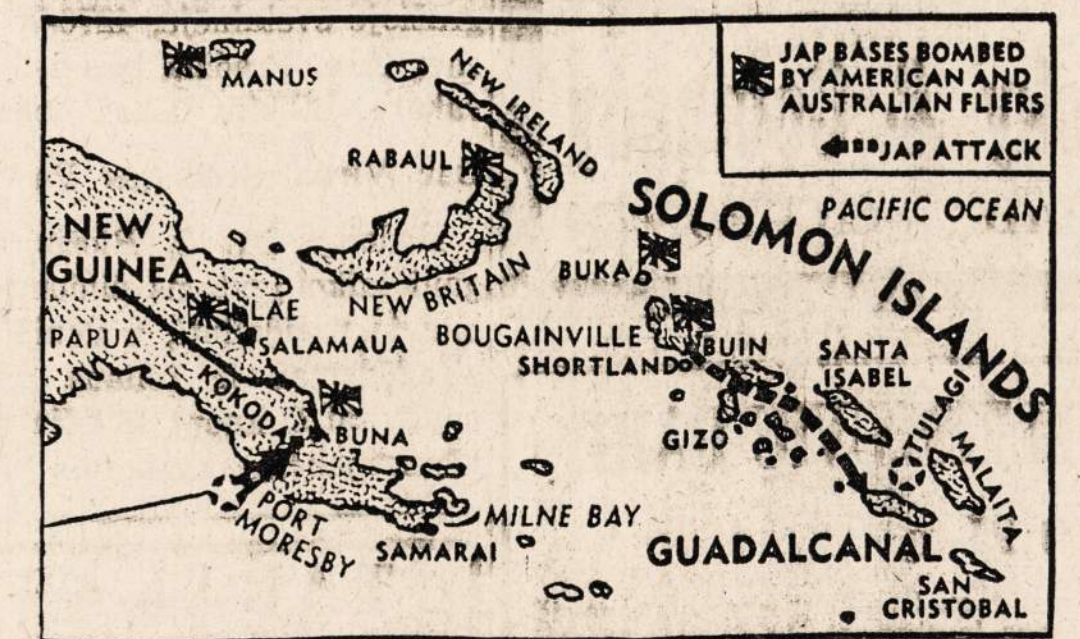 MANUS
NEW IRELAND
JAP BASES BOMBED
BY AMERICAN AND
AUSTRALIAN FLIERS
JAP ATTACK
RABAUL
SOLOMON ISLANDS
PACIFIC OCEAN
NEW
GUINEA
NEW BRITAIN
BUKA
LAE
PAPUA
SALAMAUA
BOUGAINVILLE
SHORTLAND
BUIN
SANTA
ISABEL
KOKODA
BUNA
GIZO
TULAGI
MALAITA
PORT
MORESBY
MILNE BAY
SAMARAI
GUADALCANAL
SAN
CRISTOBAL